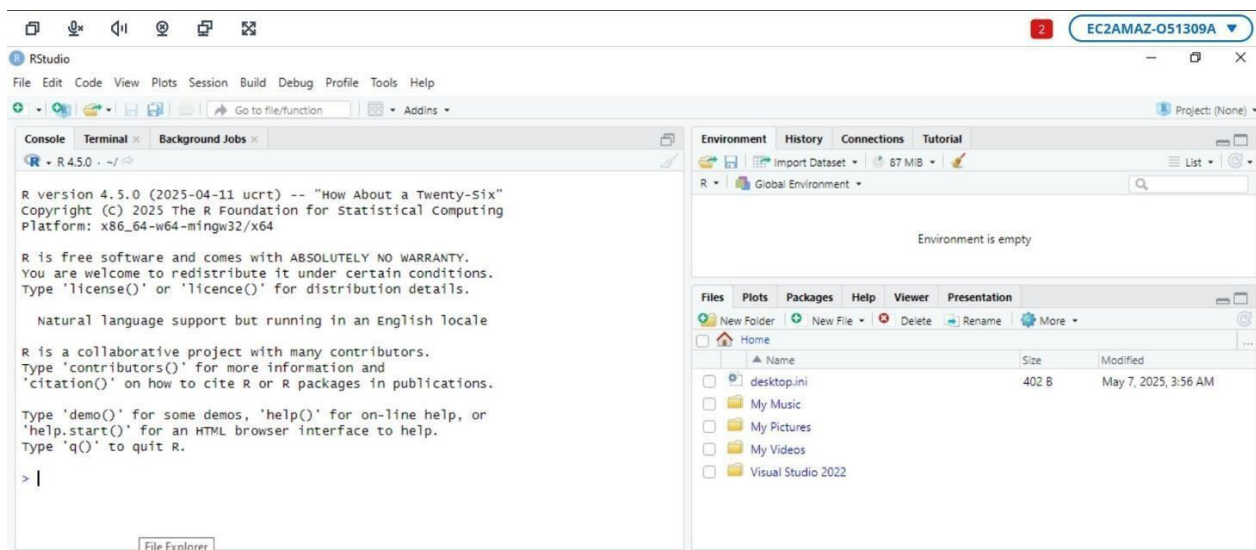 2
EC2AMAZ-O51309A
RStudio
File Edit Code View Plots Session Build Debug Profile Tools Help
Go to file/function Addins
Project: (None)
Console Terminal Background Jobs
R 4.5.0 · ~/
R version 4.5.0 (2025-04-11 ucrt) -- "How About a Twenty-Six"
Copyright (C) 2025 The R Foundation for Statistical Computing
Platform: x86_64-w64-mingw32/x64
R is free software and comes with ABSOLUTELY NO WARRANTY.
You are welcome to redistribute it under certain conditions.
Type 'license()' or 'licence()' for distribution details.
Natural language support but running in an English locale
R is a collaborative project with many contributors.
Type 'contributors()' for more information and
'citation()' on how to cite R or R packages in publications.
Type 'demo()' for some demos, 'help()' for on-line help, or
'help.start()' for an HTML browser interface to help.
Type 'q()' to quit R.
>
File Explorer
Environment History Connections Tutorial
Import Dataset 87 MiB List
R Global Environment
Environment is empty
Files Plots Packages Help Viewer Presentation
New Folder New File Delete Rename More
Home ...
Name Size Modified
desktop.ini 402 B May 7, 2025, 3:56 AM
My Music
My Pictures
My Videos
Visual Studio 2022